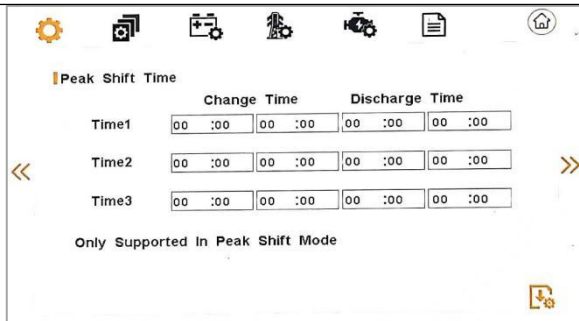 Peak Shift Time
Change Time Discharge Time
Time1 00 :00 00 :00 00 :00 00 :00
Time2 00 :00 00 :00 00 :00 00 :00
Time3 00 :00 00 :00 00 :00 00 :00
Only Supported In Peak Shift Mode